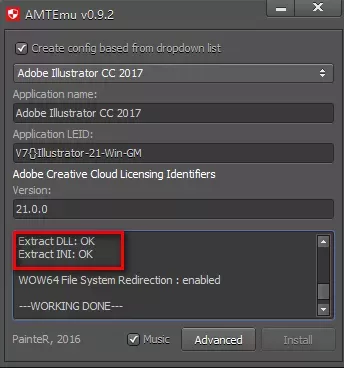 AMTEmu v0.9.2
Create config based from dropdown list
Adobe Illustrator CC 2017
Application name:
Adobe Illustrator CC 2017
Application LEID:
V7{}Illustrator-21-Win-GM
Adobe Creative Cloud Licensing Identifiers
Version:
21.0.0
Extract DLL: OK
Extract INI: OK
WOW64 File System Redirection : enabled
---WORKING DONE---
PainteR, 2016 Music Advanced Install